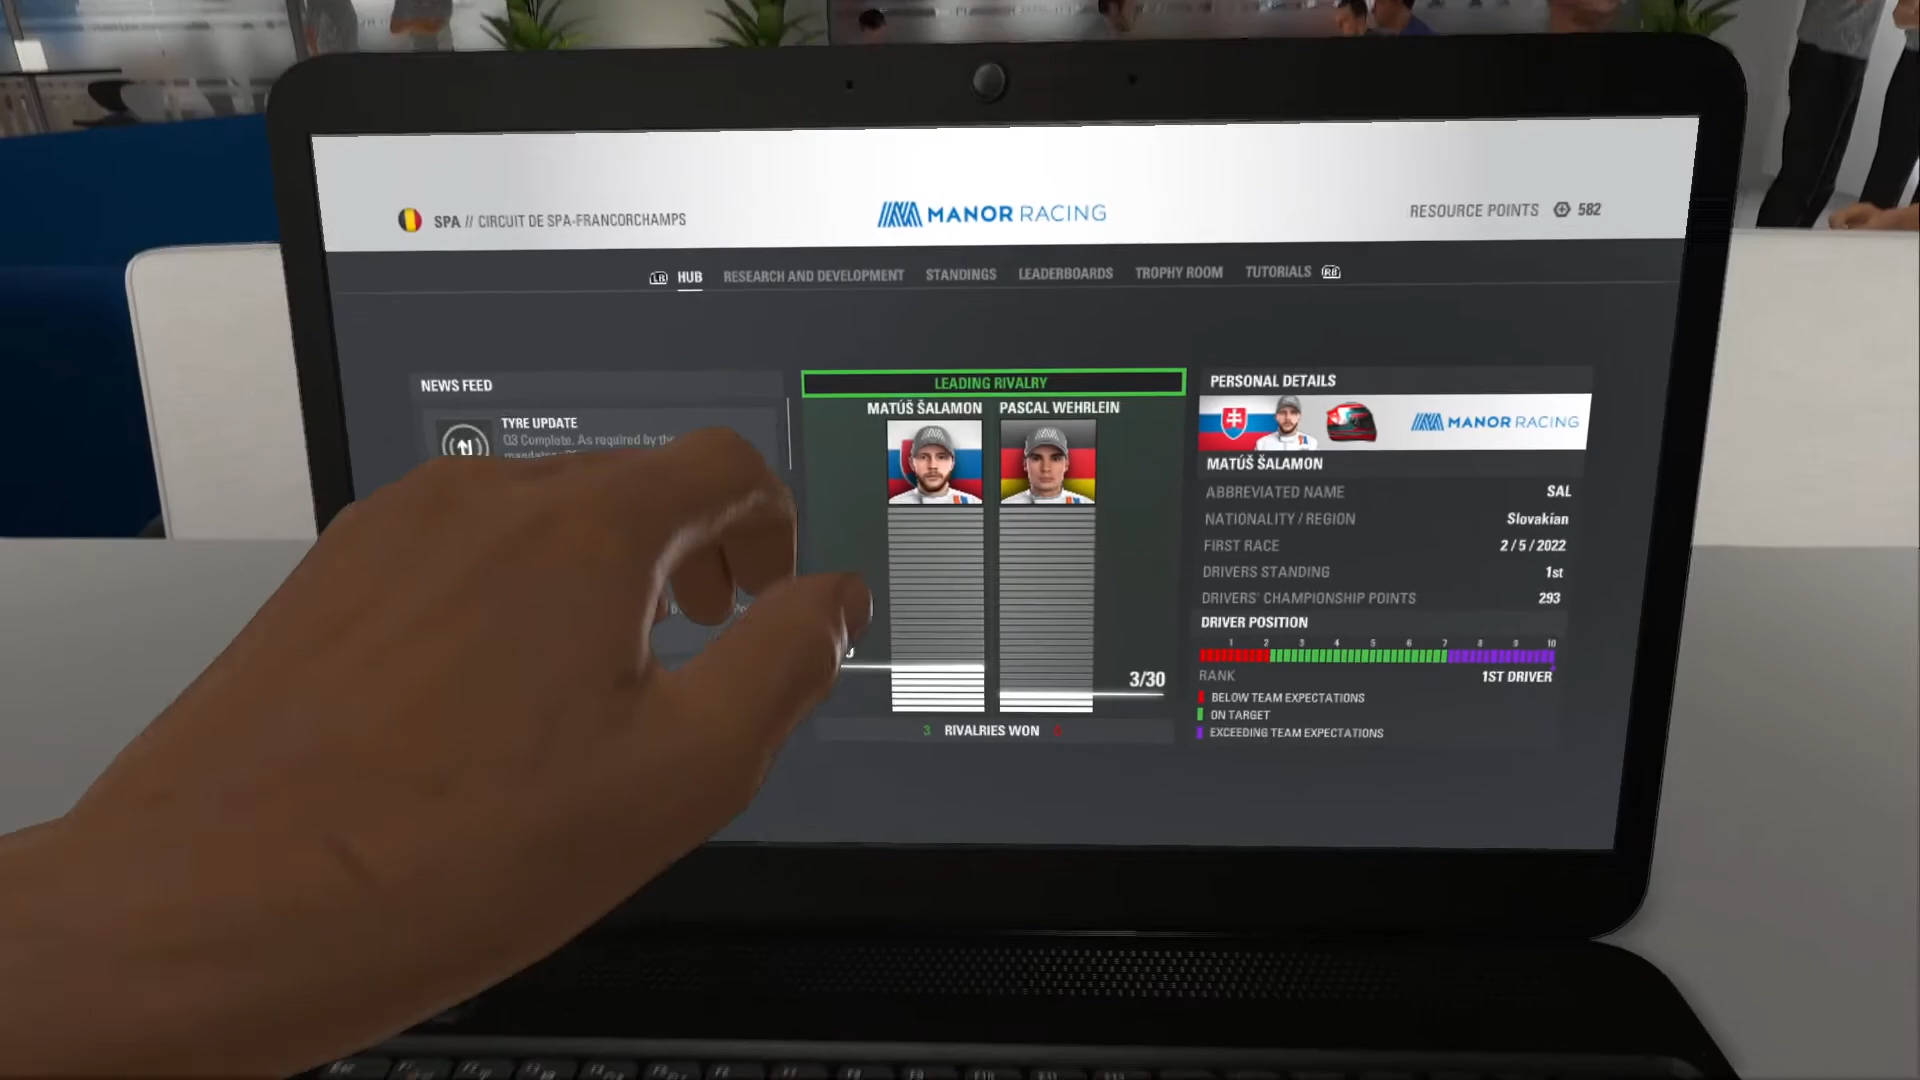 SPA // CIRCUIT DE SPA-FRANCORCHAMPS
MANOR RACING
RESOURCE POINTS 582
LB HUB RESEARCH AND DEVELOPMENT STANDINGS LEADERBOARDS TROPHY ROOM TUTORIALS RB
NEWS FEED
TYRE UPDATE
Q3 Complete. As required by the
LEADING RIVALRY
MATÚŠ ŠALAMON PASCAL WEHRLEIN
3/30
3 RIVALRIES WON
PERSONAL DETAILS
MANOR RACING
MATÚŠ ŠALAMON
ABBREVIATED NAME SAL
NATIONALITY / REGION Slovakian
FIRST RACE 2 / 5 / 2022
DRIVERS STANDING 1st
DRIVERS' CHAMPIONSHIP POINTS 293
DRIVER POSITION
1 2 3 4 5 6 7 8 9 10
RANK 1ST DRIVER
BELOW TEAM EXPECTATIONS
ON TARGET
EXCEEDING TEAM EXPECTATIONS